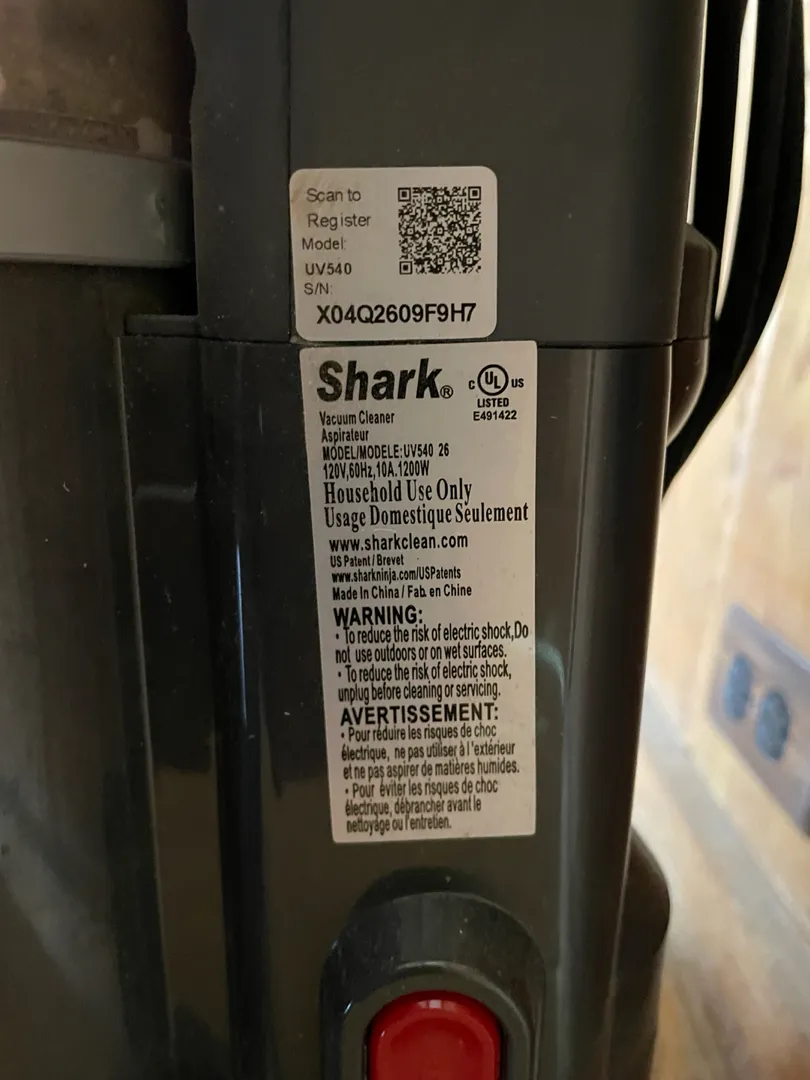 Scan to
Register
Model:
UV540
S/N:
X04Q2609F9H7
Shark®
C UL US
LISTED
E491422
Vacuum Cleaner
Aspirateur
MODEL/MODELE:UV540 26
120V,60Hz,10A.1200W
Household Use Only
Usage Domestique Seulement
www.sharkclean.com
US Patent / Brevet
www.sharkninja.com/USPatents
Made In China / Fab. en Chine
WARNING:
• To reduce the risk of electric shock,Do
not use outdoors or on wet surfaces.
• To reduce the risk of electric shock,
unplug before cleaning or servicing.
AVERTISSEMENT:
• Pour réduire les risques de choc
électrique, ne pas utiliser à l'extérieur
et ne pas aspirer de matières humides.
• Pour éviter les risques de choc
électrique, débrancher avant le
nettoyage ou l'entretien.